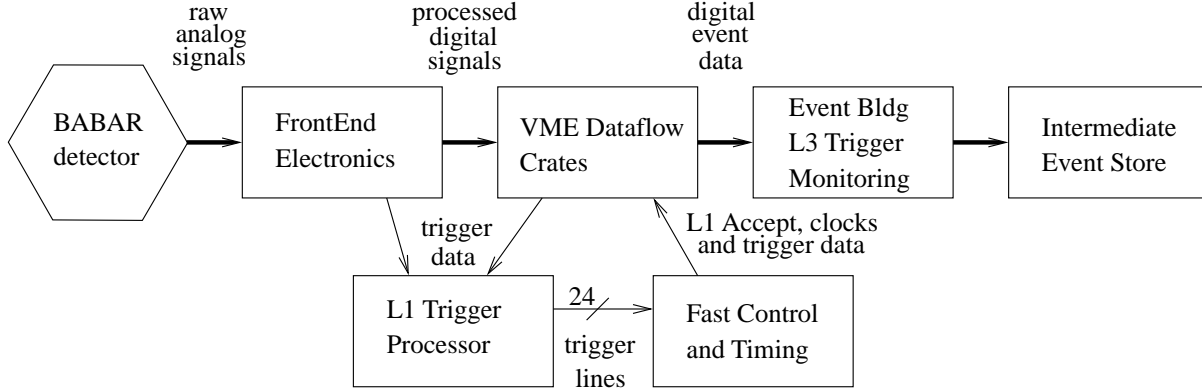 raw
analog
signals
processed
digital
signals
digital
event
data
BABAR
detector
FrontEnd
Electronics
VME Dataflow
Crates
Event Bldg
L3 Trigger
Monitoring
Intermediate
Event Store
trigger
data
L1 Accept, clocks
and trigger data
L1 Trigger
Processor
24
trigger
lines
Fast Control
and Timing